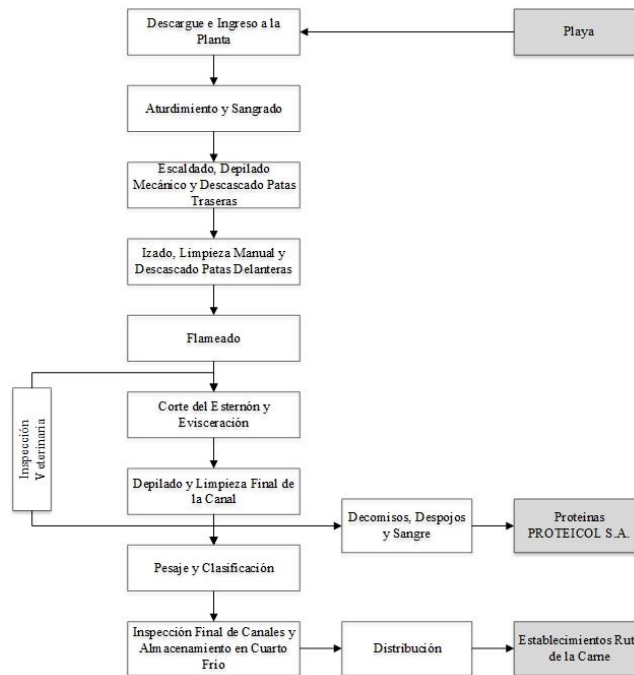 Descargue e Ingreso a la
Planta
Playa
Aturdimiento y Sangrado
Escaldado, Depilado
Mecánico y Descascado Patas
Traseras
Izado, Limpieza Manual y
Descascado Patas Delanteras
Flameado
Inspección
Veterinaria
Corte del Esternón y
Evisceración
Depilado y Limpieza Final de
la Canal
Decomisos, Despojos
y Sangre
Proteínas
PROTEICOL S.A.
Pesaje y Clasificación
Inspección Final de Canales y
Almacenamiento en Cuarto
Frío
Distribución
Establecimientos Rut
de la Carne